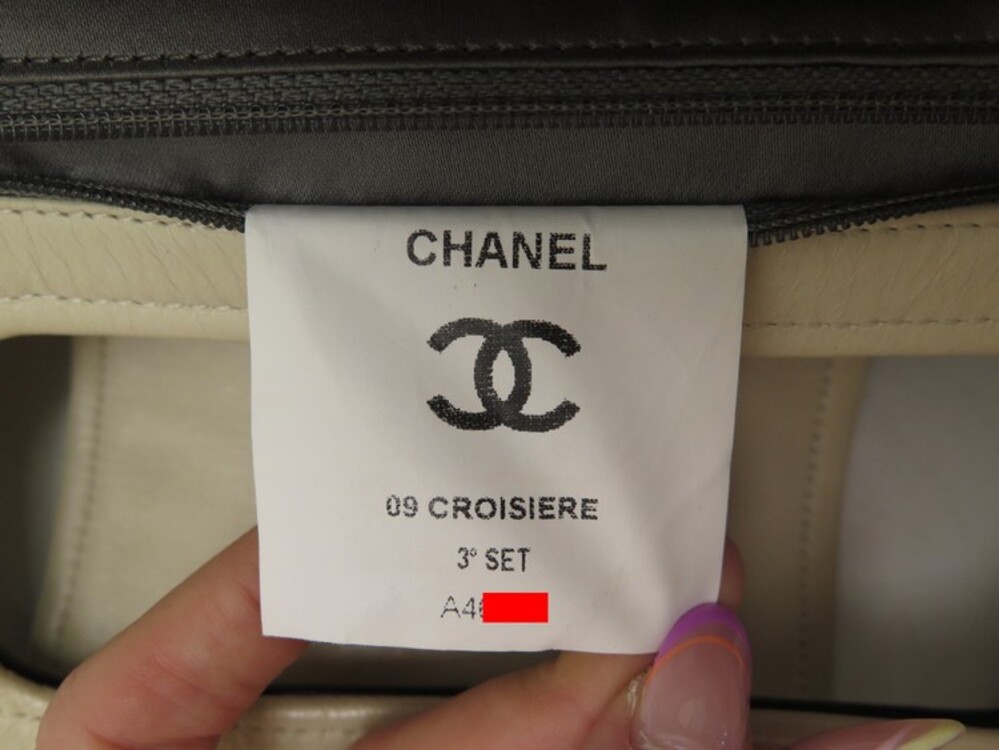 CHANEL
09 CROISIERE
3° SET
A4